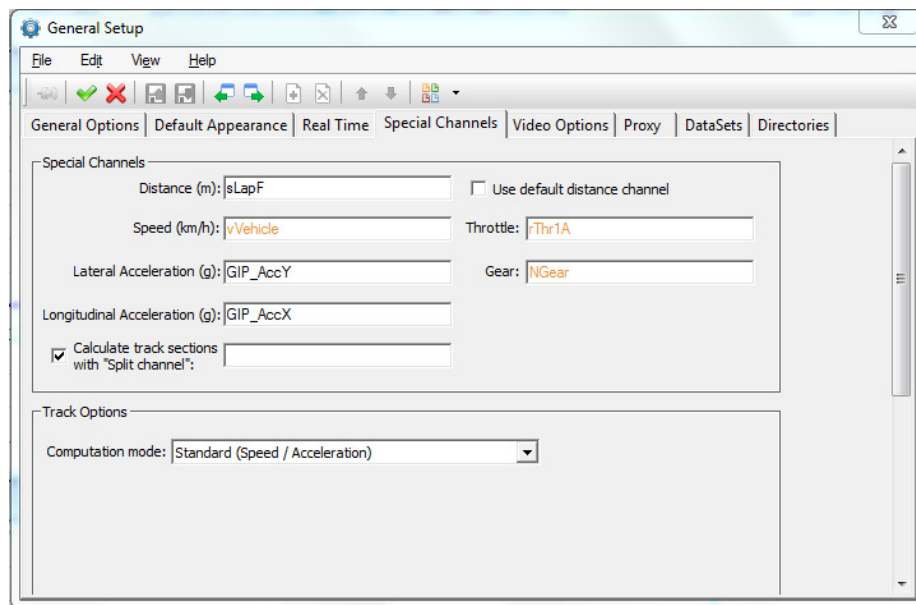 General Setup
File Edit View Help
General Options Default Appearance Real Time Special Channels Video Options Proxy DataSets Directories
Special Channels
Distance (m): sLapF Use default distance channel
Speed (km/h): vVehicle Throttle: rThr1A
Lateral Acceleration (g): GIP_AccY Gear: NGear
Longitudinal Acceleration (g): GIP_AccX
Calculate track sections
with "Split channel":
Track Options
Computation mode: Standard (Speed / Acceleration)